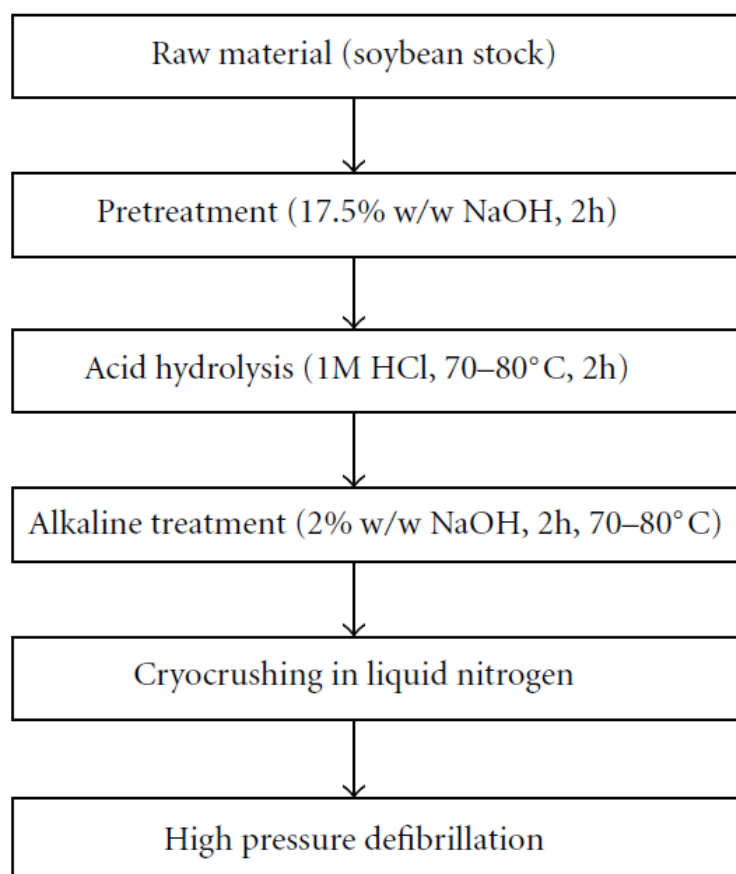 Raw material (soybean stock)
Pretreatment (17.5% w/w NaOH, 2h)
Acid hydrolysis (1M HCl, 70–80°C, 2h)
Alkaline treatment (2% w/w NaOH, 2h, 70–80°C)
Cryocrushing in liquid nitrogen
High pressure defibrillation